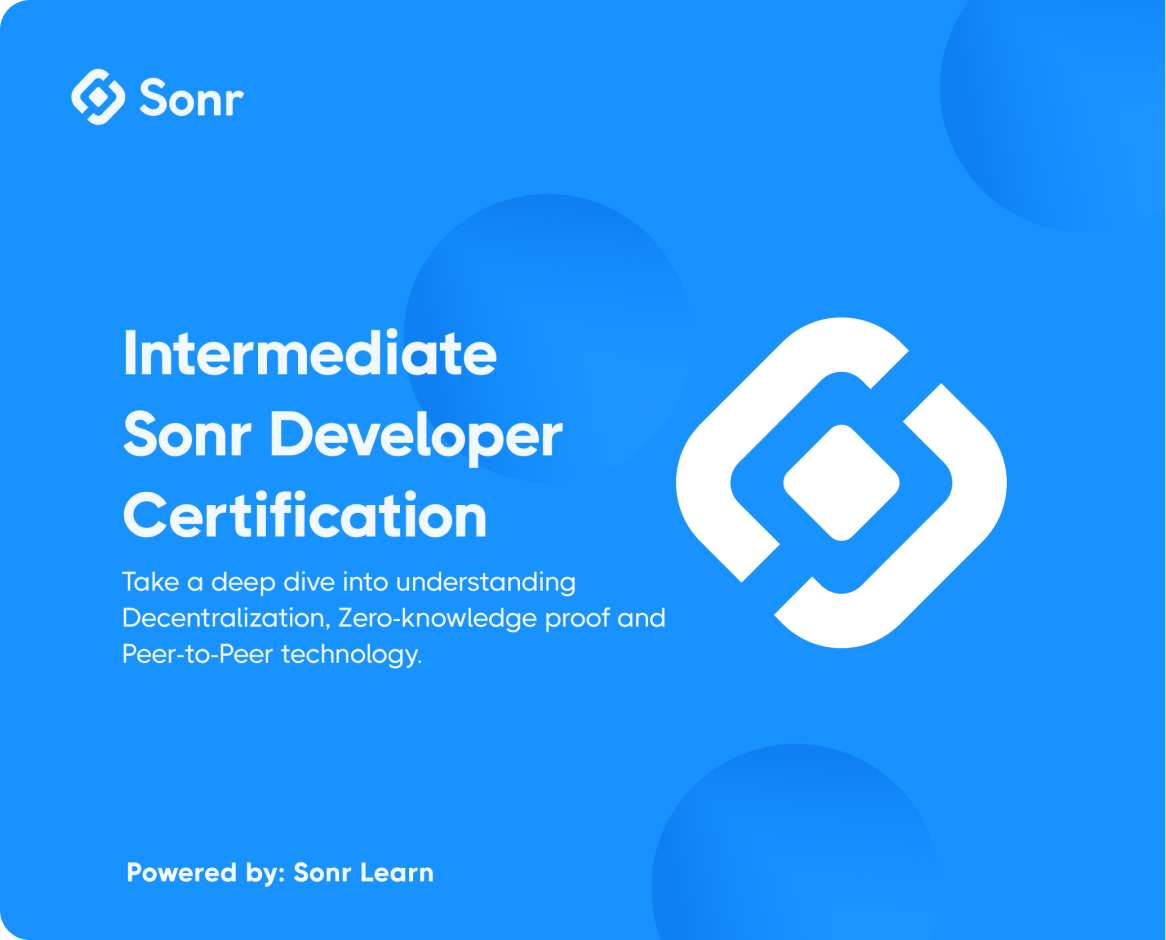 Sonr
Intermediate
Sonr Developer
Certification
Take a deep dive into understanding
Decentralization, Zero-knowledge proof and
Peer-to-Peer technology.
Powered by: Sonr Learn